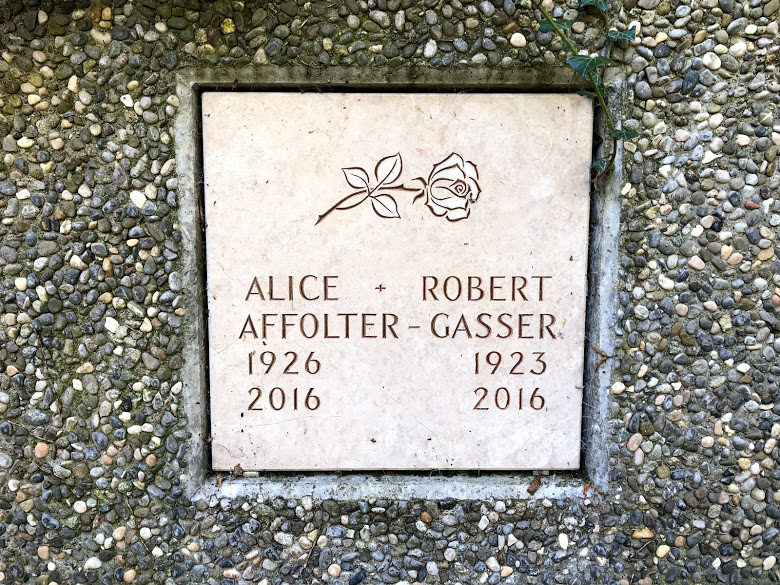 ALICE + ROBERT
AFFOLTER - GASSER
1926 1923
2016 2016